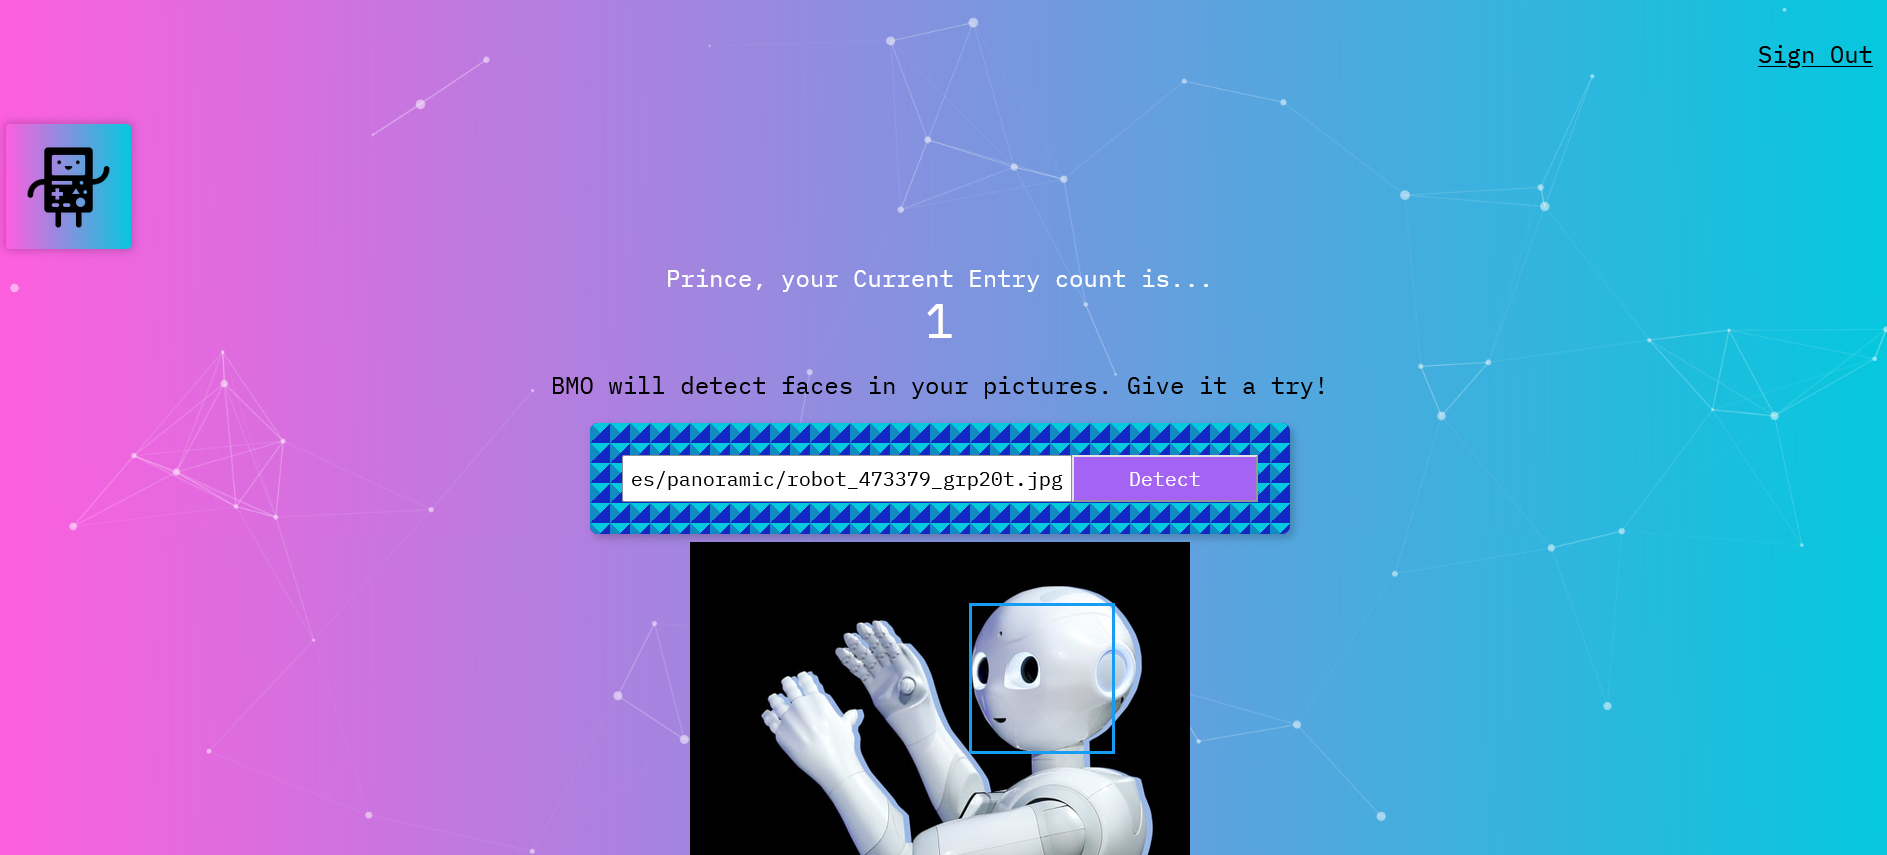 Sign Out
Prince, your Current Entry count is...
1
BMO will detect faces in your pictures. Give it a try!
es/panoramic/robot_473379_grp20t.jpg
Detect